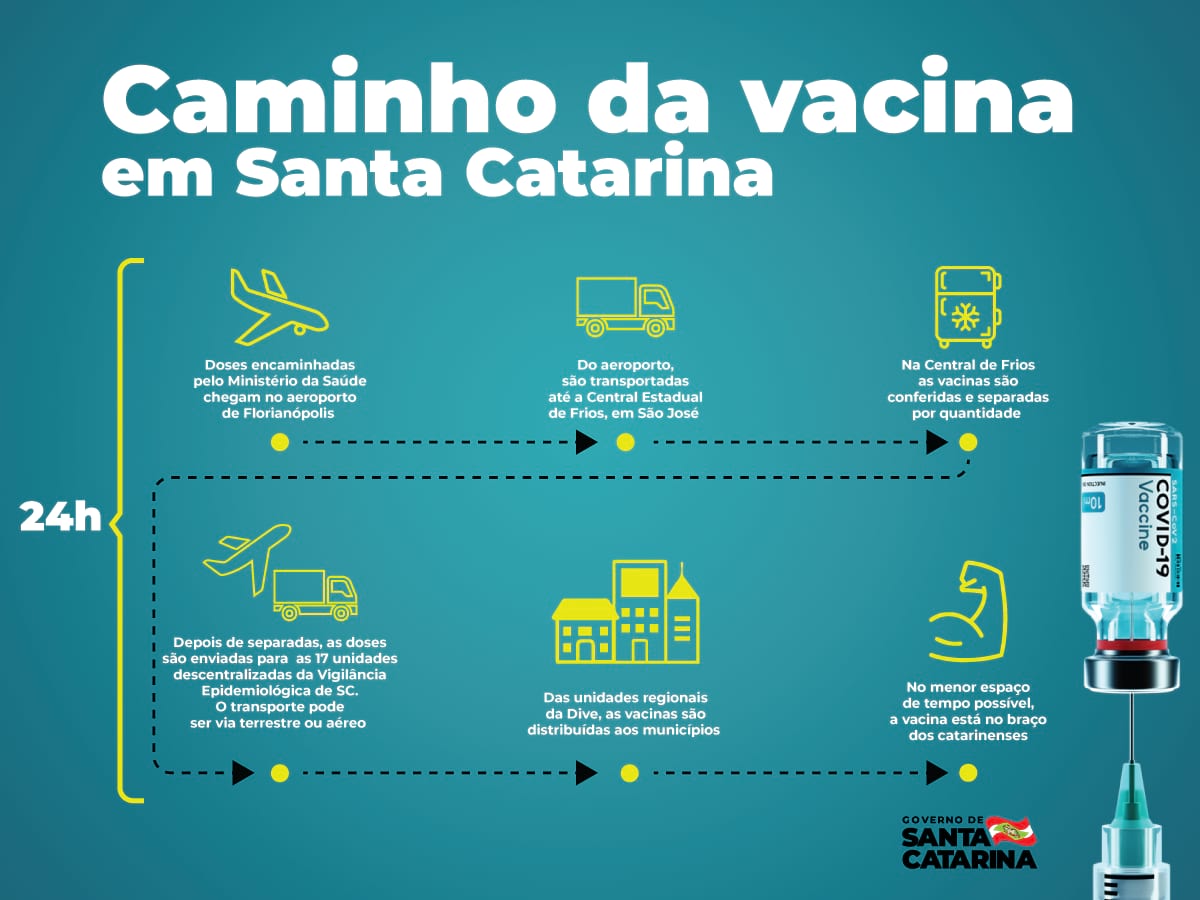 Caminho da vacina
em Santa Catarina
24h
Doses encaminhadas
pelo Ministério da Saúde
chegam no aeroporto
de Florianópolis
Do aeroporto,
são transportadas
até a Central Estadual
de Frios, em São José
Na Central de Frios
as vacinas são
conferidas e separadas
por quantidade
Depois de separadas, as doses
são enviadas para as 17 unidades
descentralizadas da Vigilância
Epidemiológica de SC.
O transporte pode
ser via terrestre ou aéreo
Das unidades regionais
da Dive, as vacinas são
distribuídas aos municípios
No menor espaço
de tempo possível,
a vacina está no braço
dos catarinenses
COVID-19
Vaccine
GOVERNO DE
SANTA
CATARINA